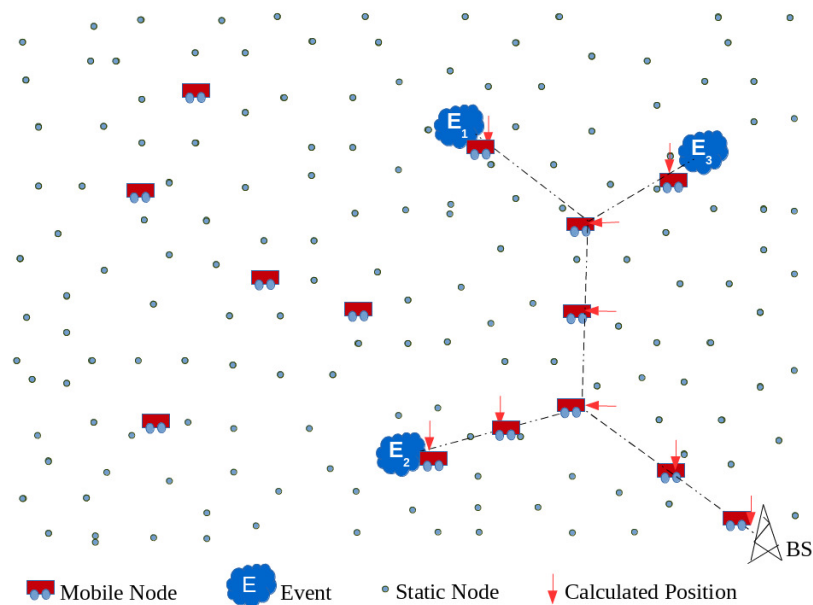 E1
E3
E2
BS
Mobile Node
E
Event
Static Node
Calculated Position